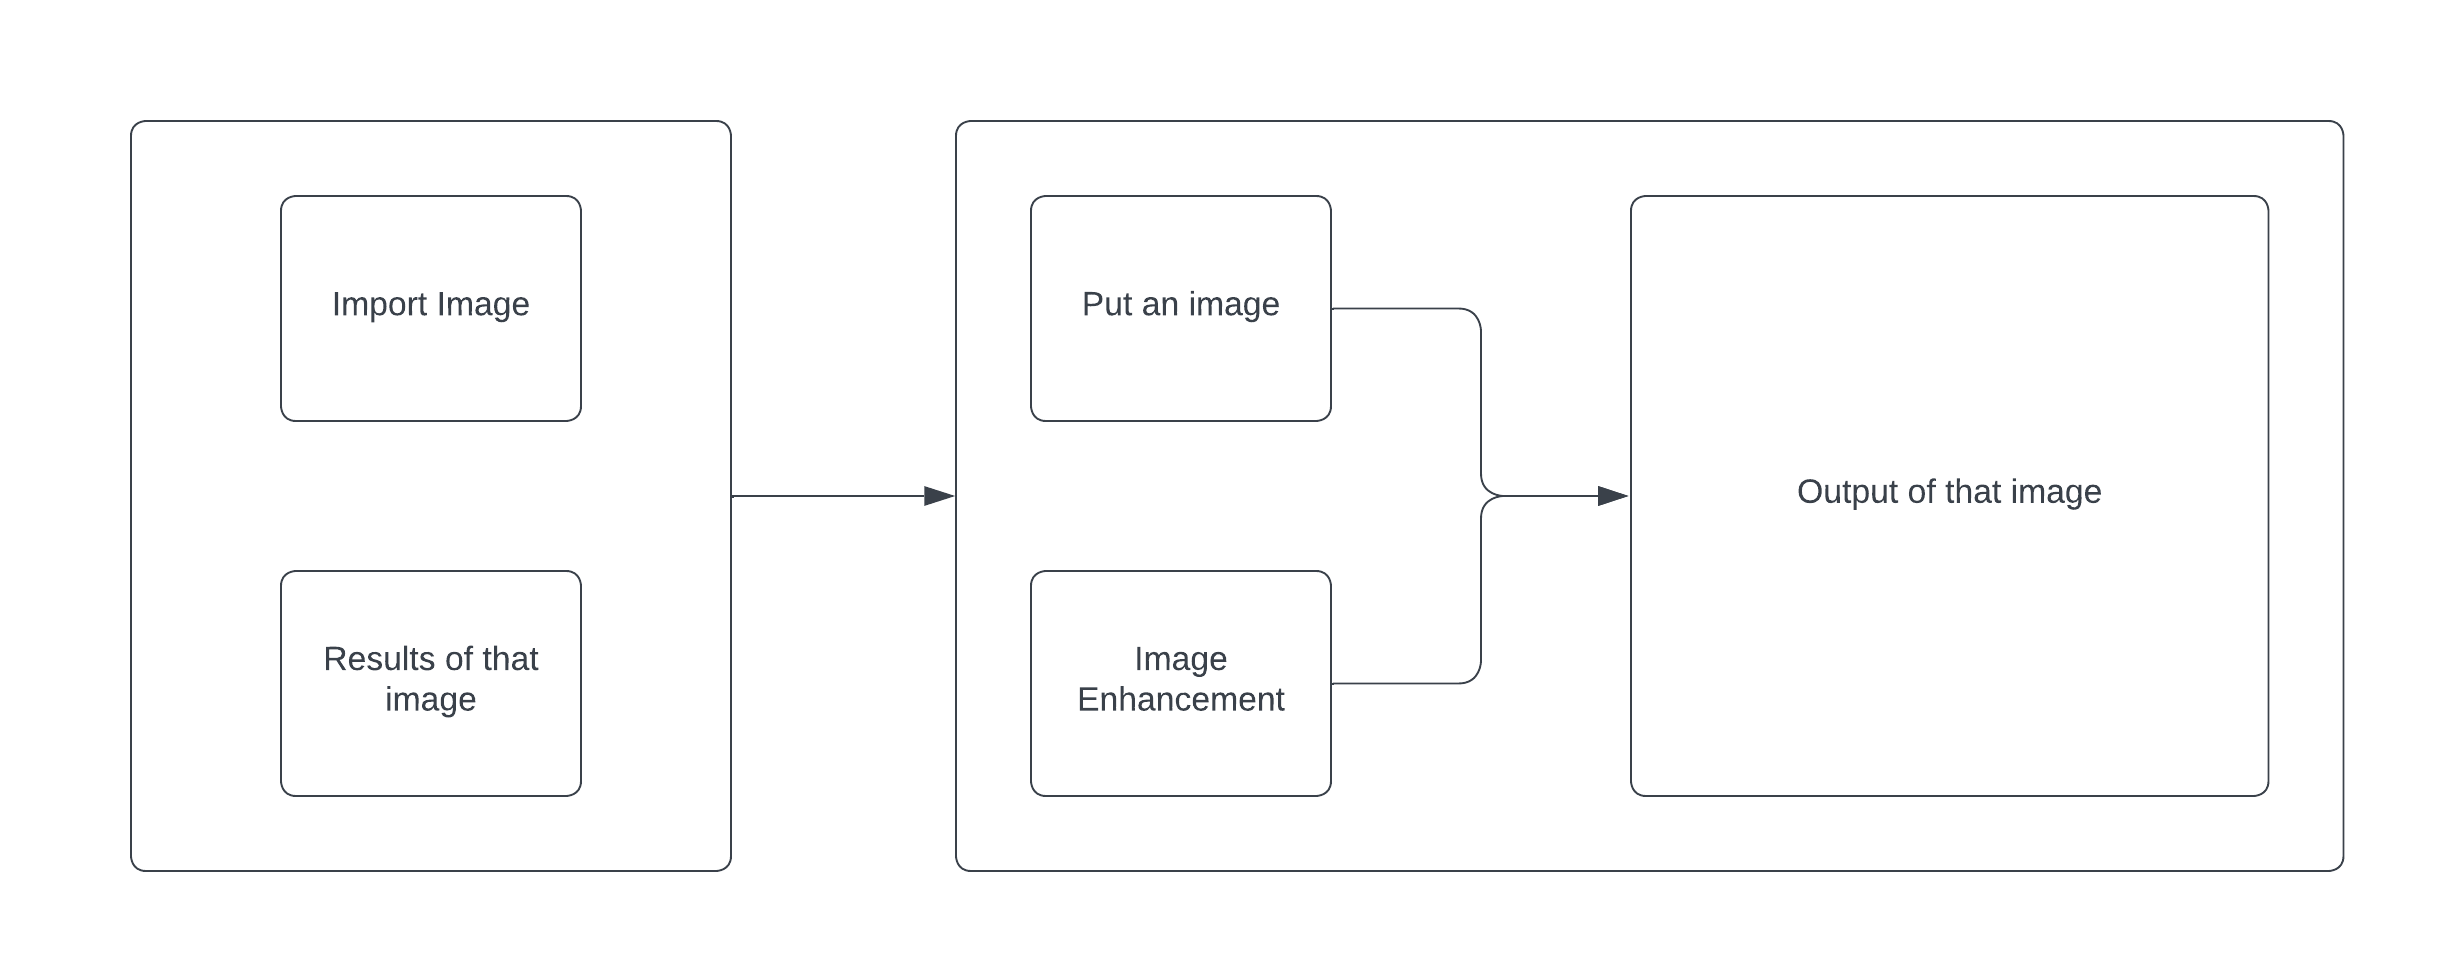 Import Image
Results of that
image
Put an image
Image
Enhancement
Output of that image